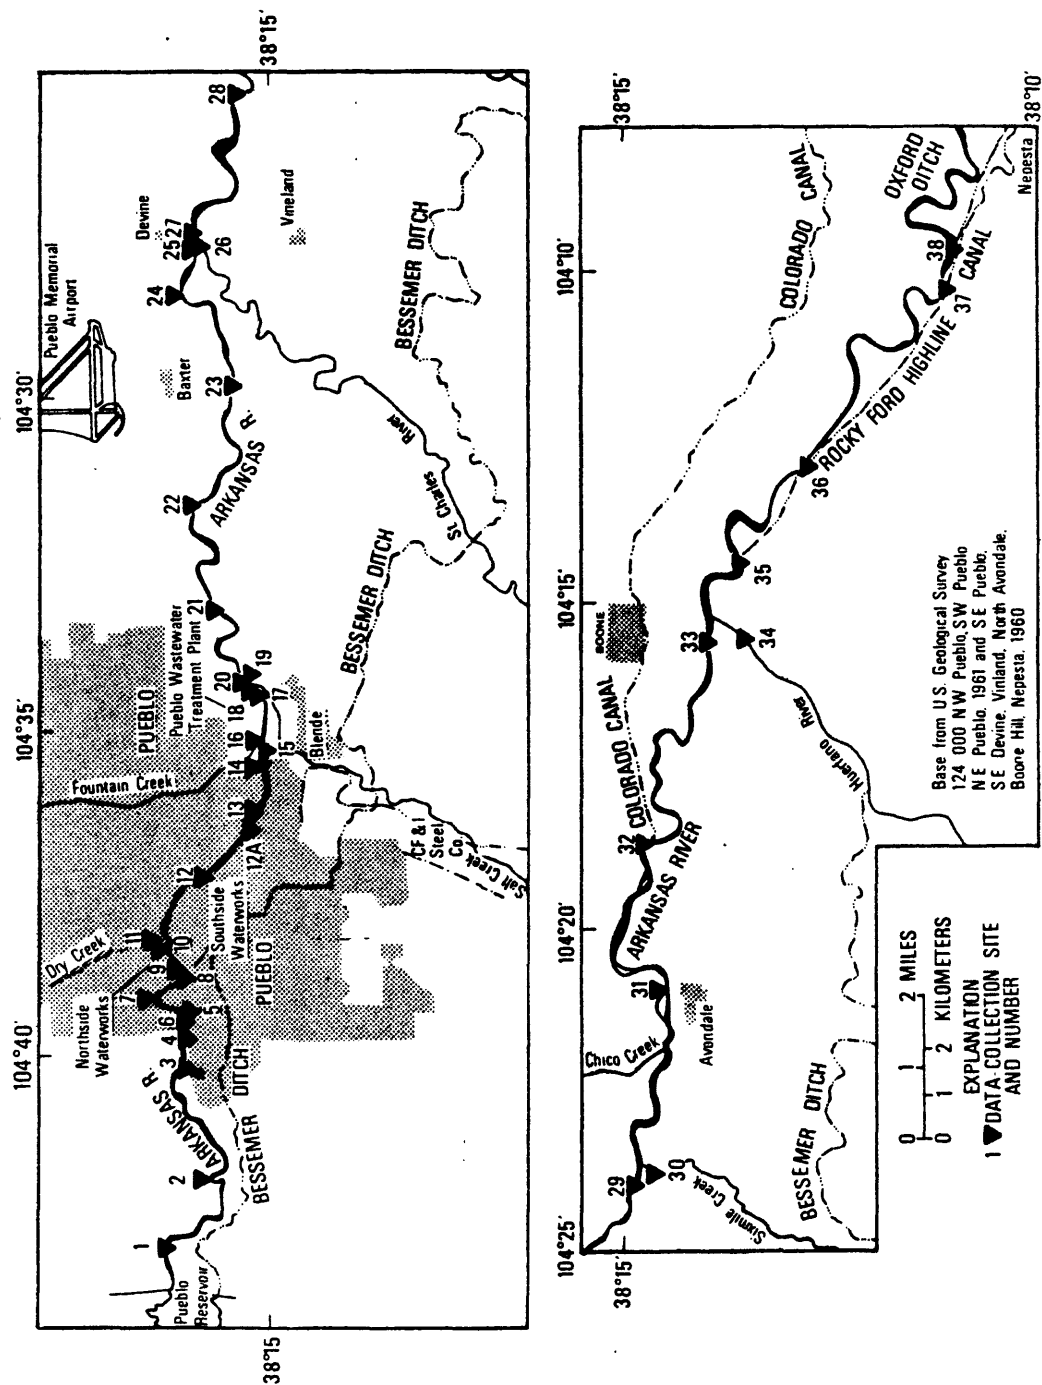 104°40'
104°35'
104°30'
38°15'
38°15
Pueblo
Reservoir
ARKANSAS R.
BESSEMER
DITCH
Northside
Waterworks
Dry Creek
Southside
Waterworks
PUEBLO
Fountain Creek
PUEBLO
Pueblo Wastewater
Treatment Plant
CF & I
Steel
Co.
Salt Creek
Blende
BESSEMER DITCH
ARKANSAS R.
St. Charles
River
Baxter
Pueblo Memorial
Airport
Devine
Vineland
BESSEMER DITCH
1
2
3
4
5
6
7
8
9
10
11
12
12A
13
14
15
16
17
18
19
20
21
22
23
24
25
26
27
28
104°25'
104°20'
104°15'
104°10'
38°15'
38°15'
38°10'
29
30
Sixmile Creek
Chico Creek
31
Avondale
BESSEMER DITCH
ARKANSAS RIVER
32
COLORADO CANAL
BOONE
33
34
Huerfano
River
35
36
ROCKY FORD HIGHLINE
CANAL
37
38
COLORADO CANAL
OXFORD
DITCH
Nepesta
0 1 2 MILES
0 1 2 KILOMETERS
EXPLANATION
1 DATA-COLLECTION SITE
AND NUMBER
Base from U.S. Geological Survey
124 000 NW Pueblo, SW Pueblo
NE Pueblo, 1961 and SE Pueblo,
SE Devine, Vinland, North Avondale,
Boone Hill, Nepesta, 1960